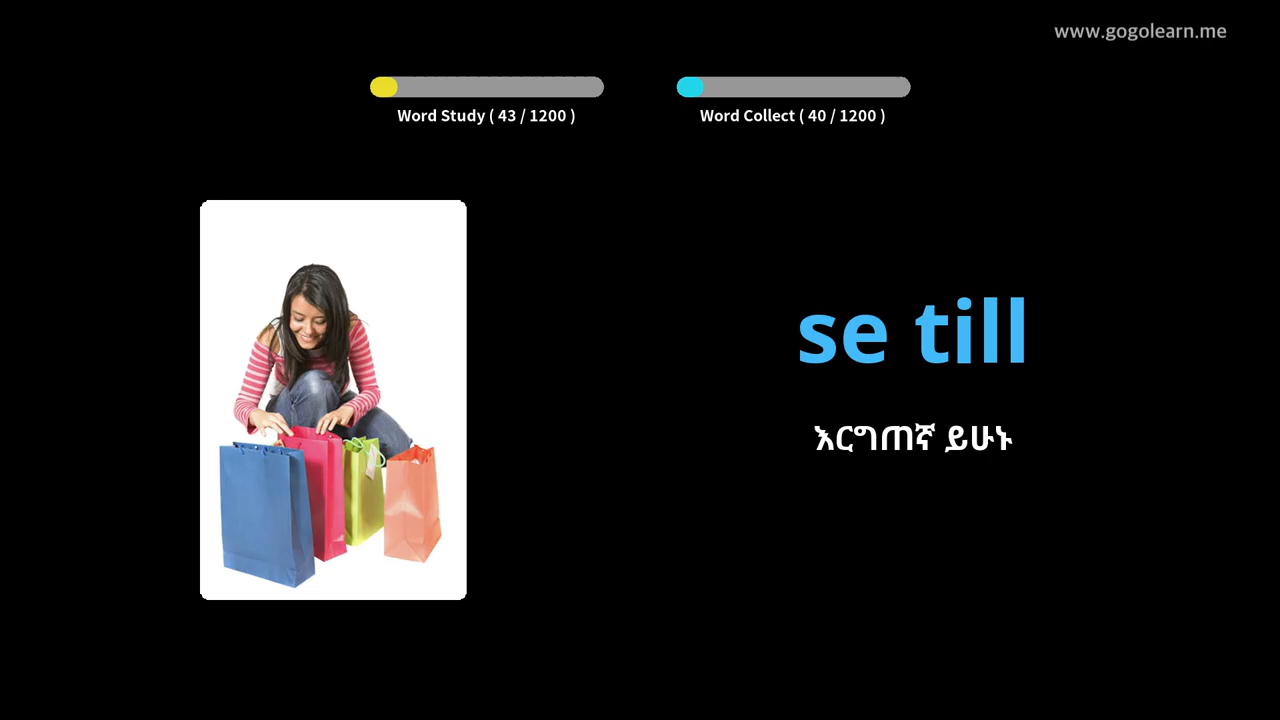 www.gogolearn.me
Word Study ( 43 / 1200 )
Word Collect ( 40 / 1200 )
se till
እርግጠኛ ይሁኑ